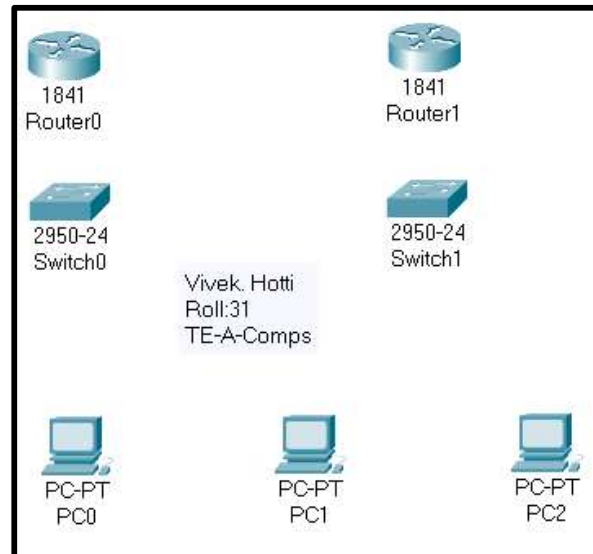 1841
Router0
1841
Router1
2950-24
Switch0
2950-24
Switch1
Vivek. Hotti
Roll:31
TE-A-Comps
PC-PT
PC0
PC-PT
PC1
PC-PT
PC2